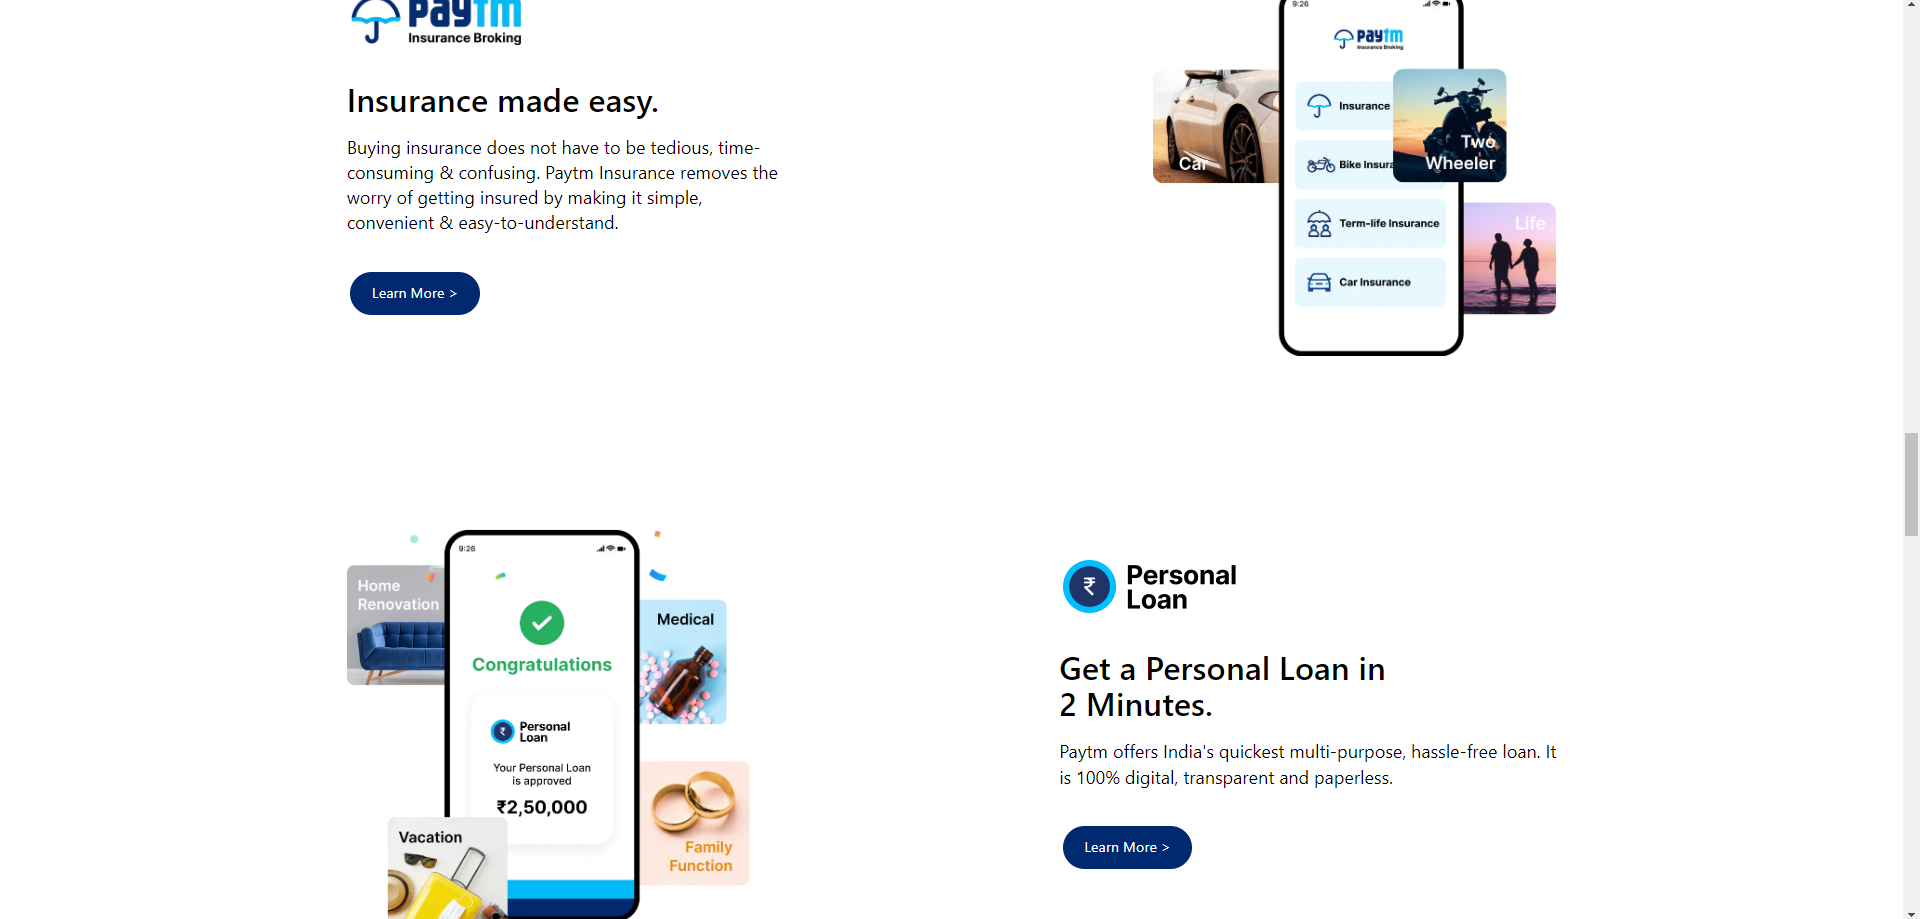 paytm
Insurance Broking
Insurance made easy.
Buying insurance does not have to be tedious, time-
consuming & confusing. Paytm Insurance removes the
worry of getting insured by making it simple,
convenient & easy-to-understand.
Learn More >
9:26
paytm
Insurance Broking
Car
Insurance
Two
Wheeler
Bike Insura
Life
Term-life Insurance
Car Insurance
9:26
Home
Renovation
Medical
Congratulations
Personal
Loan
Your Personal Loan
is approved
₹2,50,000
Vacation
Family
Function
₹ Personal
Loan
Get a Personal Loan in
2 Minutes.
Paytm offers India's quickest multi-purpose, hassle-free loan. It
is 100% digital, transparent and paperless.
Learn More >